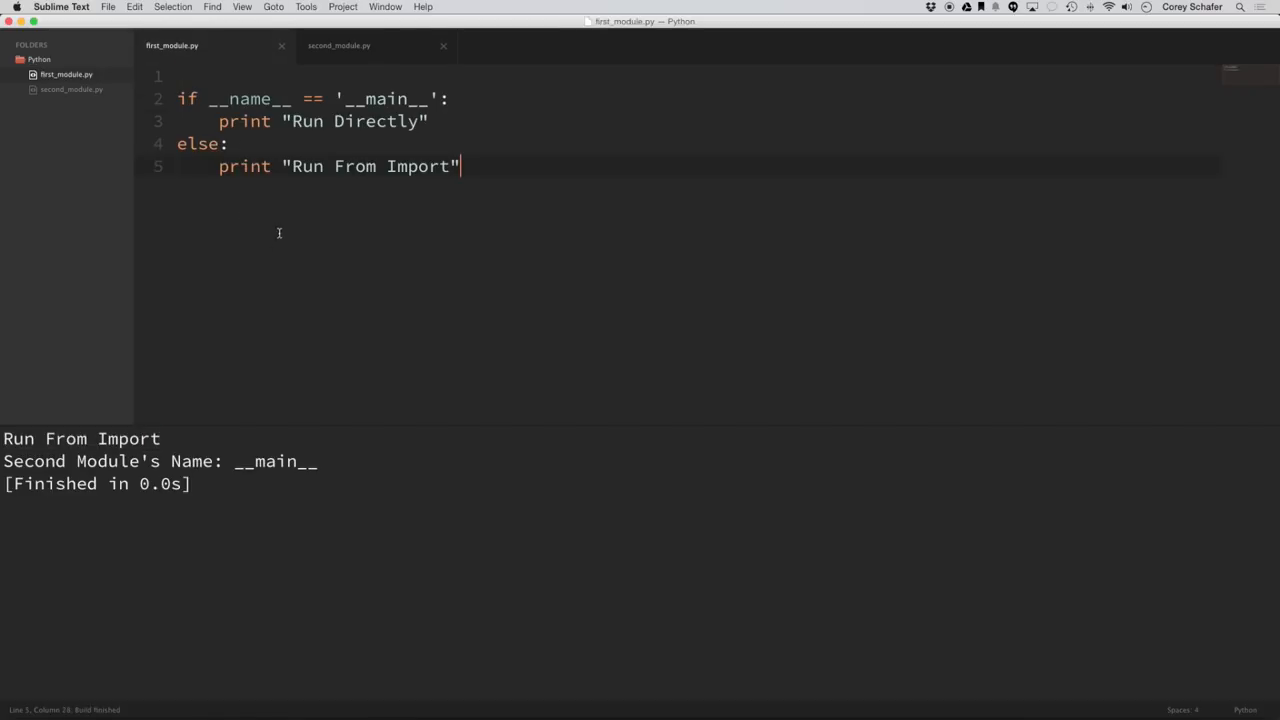 Sublime Text File Edit Selection Find View Goto Tools Project Window Help Corey Schafer
first_module.py — Python
FOLDERS
Python
first_module.py
second_module.py
first_module.py second_module.py
1
2 if __name__ == '__main__':
3 print "Run Directly"
4 else:
5 print "Run From Import"
Run From Import
Second Module's Name: __main__
[Finished in 0.0s]
Line 5, Column 28; Build finished Spaces: 4 Python